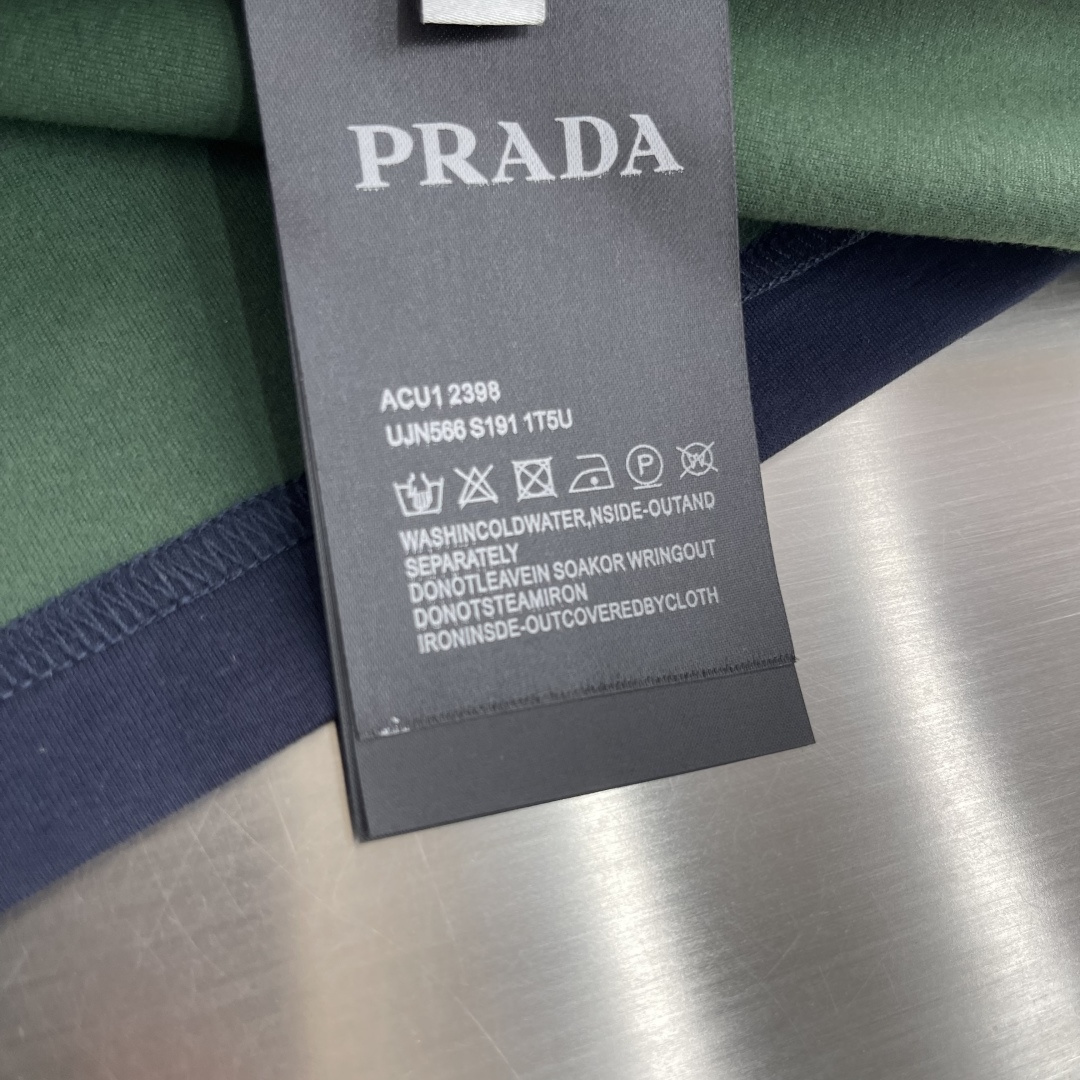 PRADA
ACU1 2398
UJN566 S191 1T5U
P
W
WASHINCOLDWATER,NSIDE-OUTAND
SEPARATELY
DONOTLEAVEIN SOAKOR WRINGOUT
DONOTSTEAMIRON
IRONINSDE-OUTCOVEREDBYCLOTH